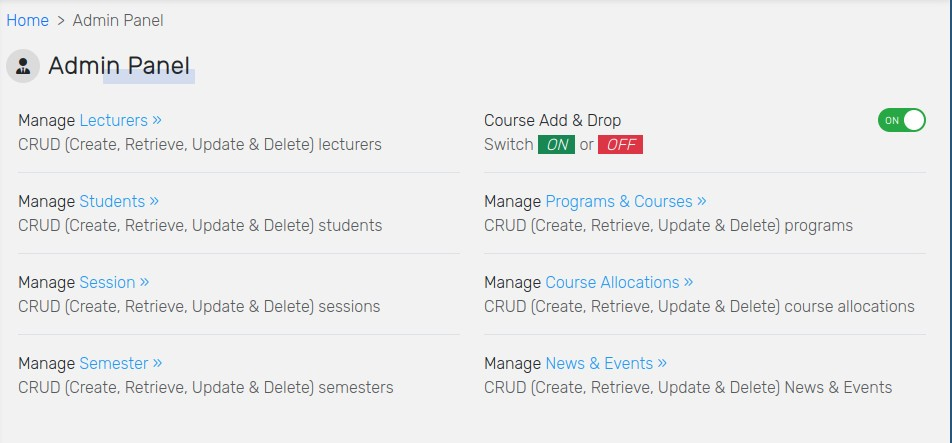 Home > Admin Panel
Admin Panel
Manage Lecturers »
CRUD (Create, Retrieve, Update & Delete) lecturers
Course Add & Drop
ON
Switch ON or OFF
Manage Students »
CRUD (Create, Retrieve, Update & Delete) students
Manage Programs & Courses »
CRUD (Create, Retrieve, Update & Delete) programs
Manage Session »
CRUD (Create, Retrieve, Update & Delete) sessions
Manage Course Allocations »
CRUD (Create, Retrieve, Update & Delete) course allocations
Manage Semester »
CRUD (Create, Retrieve, Update & Delete) semesters
Manage News & Events »
CRUD (Create, Retrieve, Update & Delete) News & Events